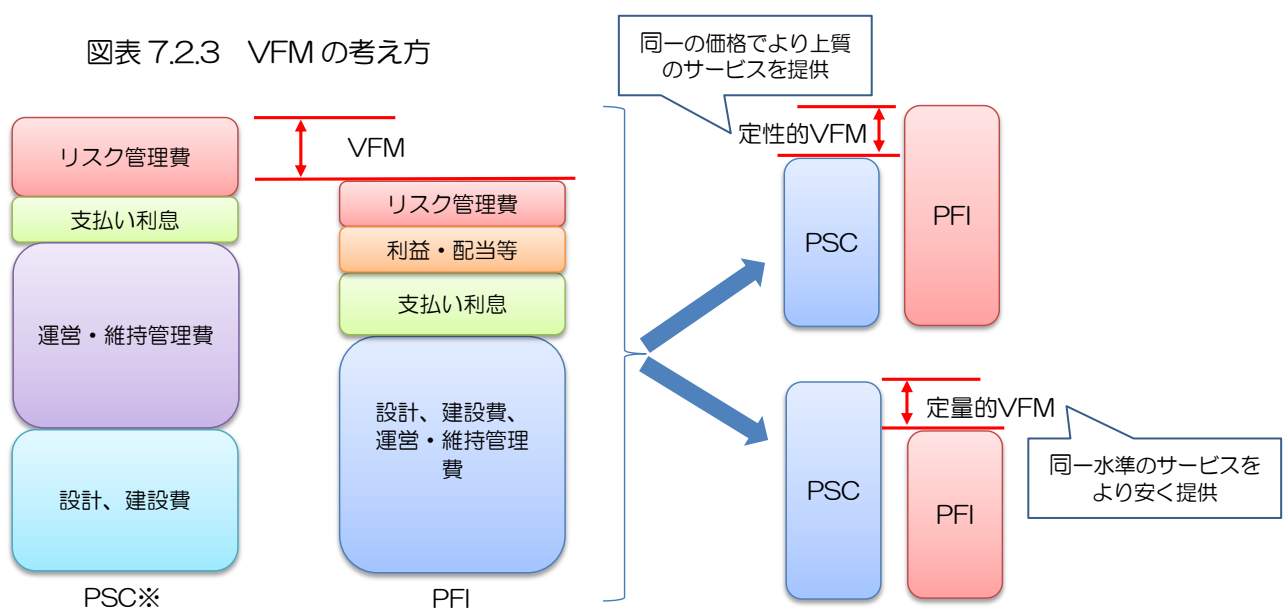 図表 7.2.3 VFM の考え方
同一の価格でより上質
のサービスを提供
リスク管理費
支払い利息
運営・維持管理費
設計、建設費
PSC※
VFM
リスク管理費
利益・配当等
支払い利息
設計、建設費、
運営・維持管理
費
PFI
定性的VFM
PSC
PFI
定量的VFM
PSC
PFI
同一水準のサービスを
より安く提供